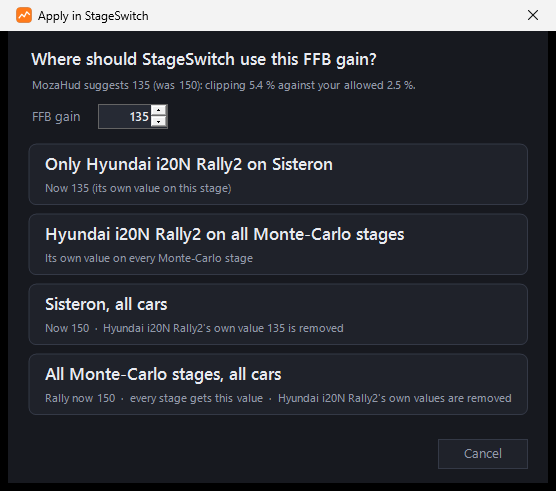 Apply in StageSwitch
Where should StageSwitch use this FFB gain?
MozaHud suggests 135 (was 150): clipping 5.4 % against your allowed 2.5 %.
FFB gain 135
Only Hyundai i20N Rally2 on Sisteron
Now 135 (its own value on this stage)
Hyundai i20N Rally2 on all Monte-Carlo stages
Its own value on every Monte-Carlo stage
Sisteron, all cars
Now 150 · Hyundai i20N Rally2's own value 135 is removed
All Monte-Carlo stages, all cars
Rally now 150 · every stage gets this value · Hyundai i20N Rally2's own values are removed
Cancel